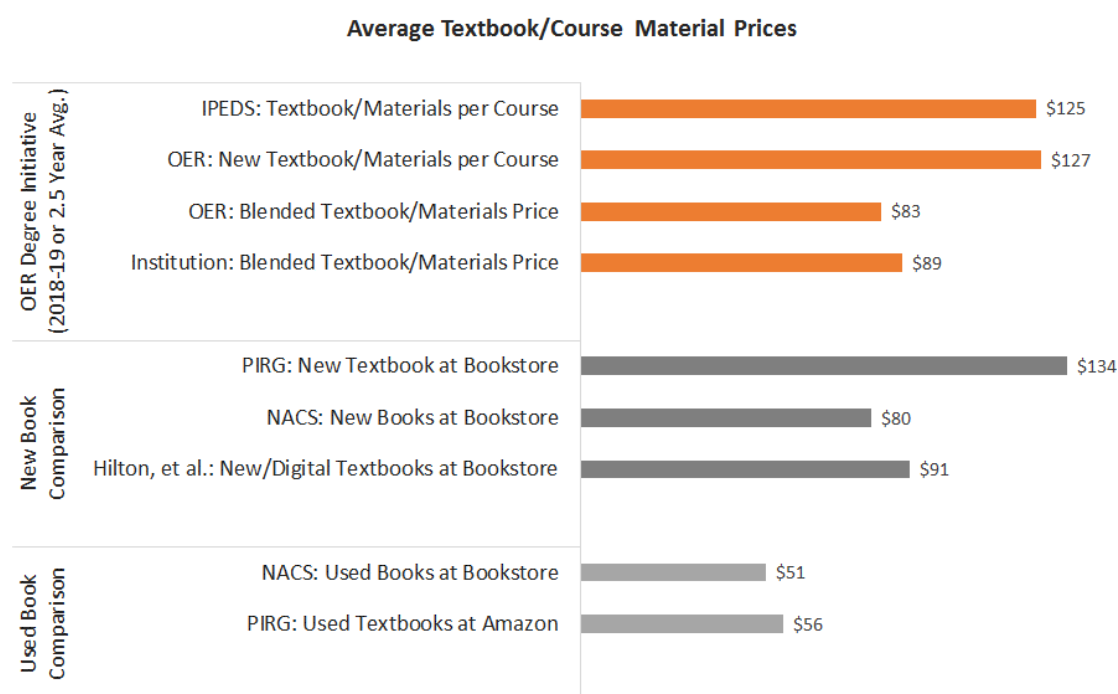 Average Textbook/Course Material Prices
OER Degree Initiative
(2018-19 or 2.5 Year Avg.)
IPEDS: Textbook/Materials per Course
$125
OER: New Textbook/Materials per Course
$127
OER: Blended Textbook/Materials Price
$83
Institution: Blended Textbook/Materials Price
$89
New Book
Comparison
PIRG: New Textbook at Bookstore
$134
NACS: New Books at Bookstore
$80
Hilton, et al.: New/Digital Textbooks at Bookstore
$91
Used Book
Comparison
NACS: Used Books at Bookstore
$51
PIRG: Used Textbooks at Amazon
$56